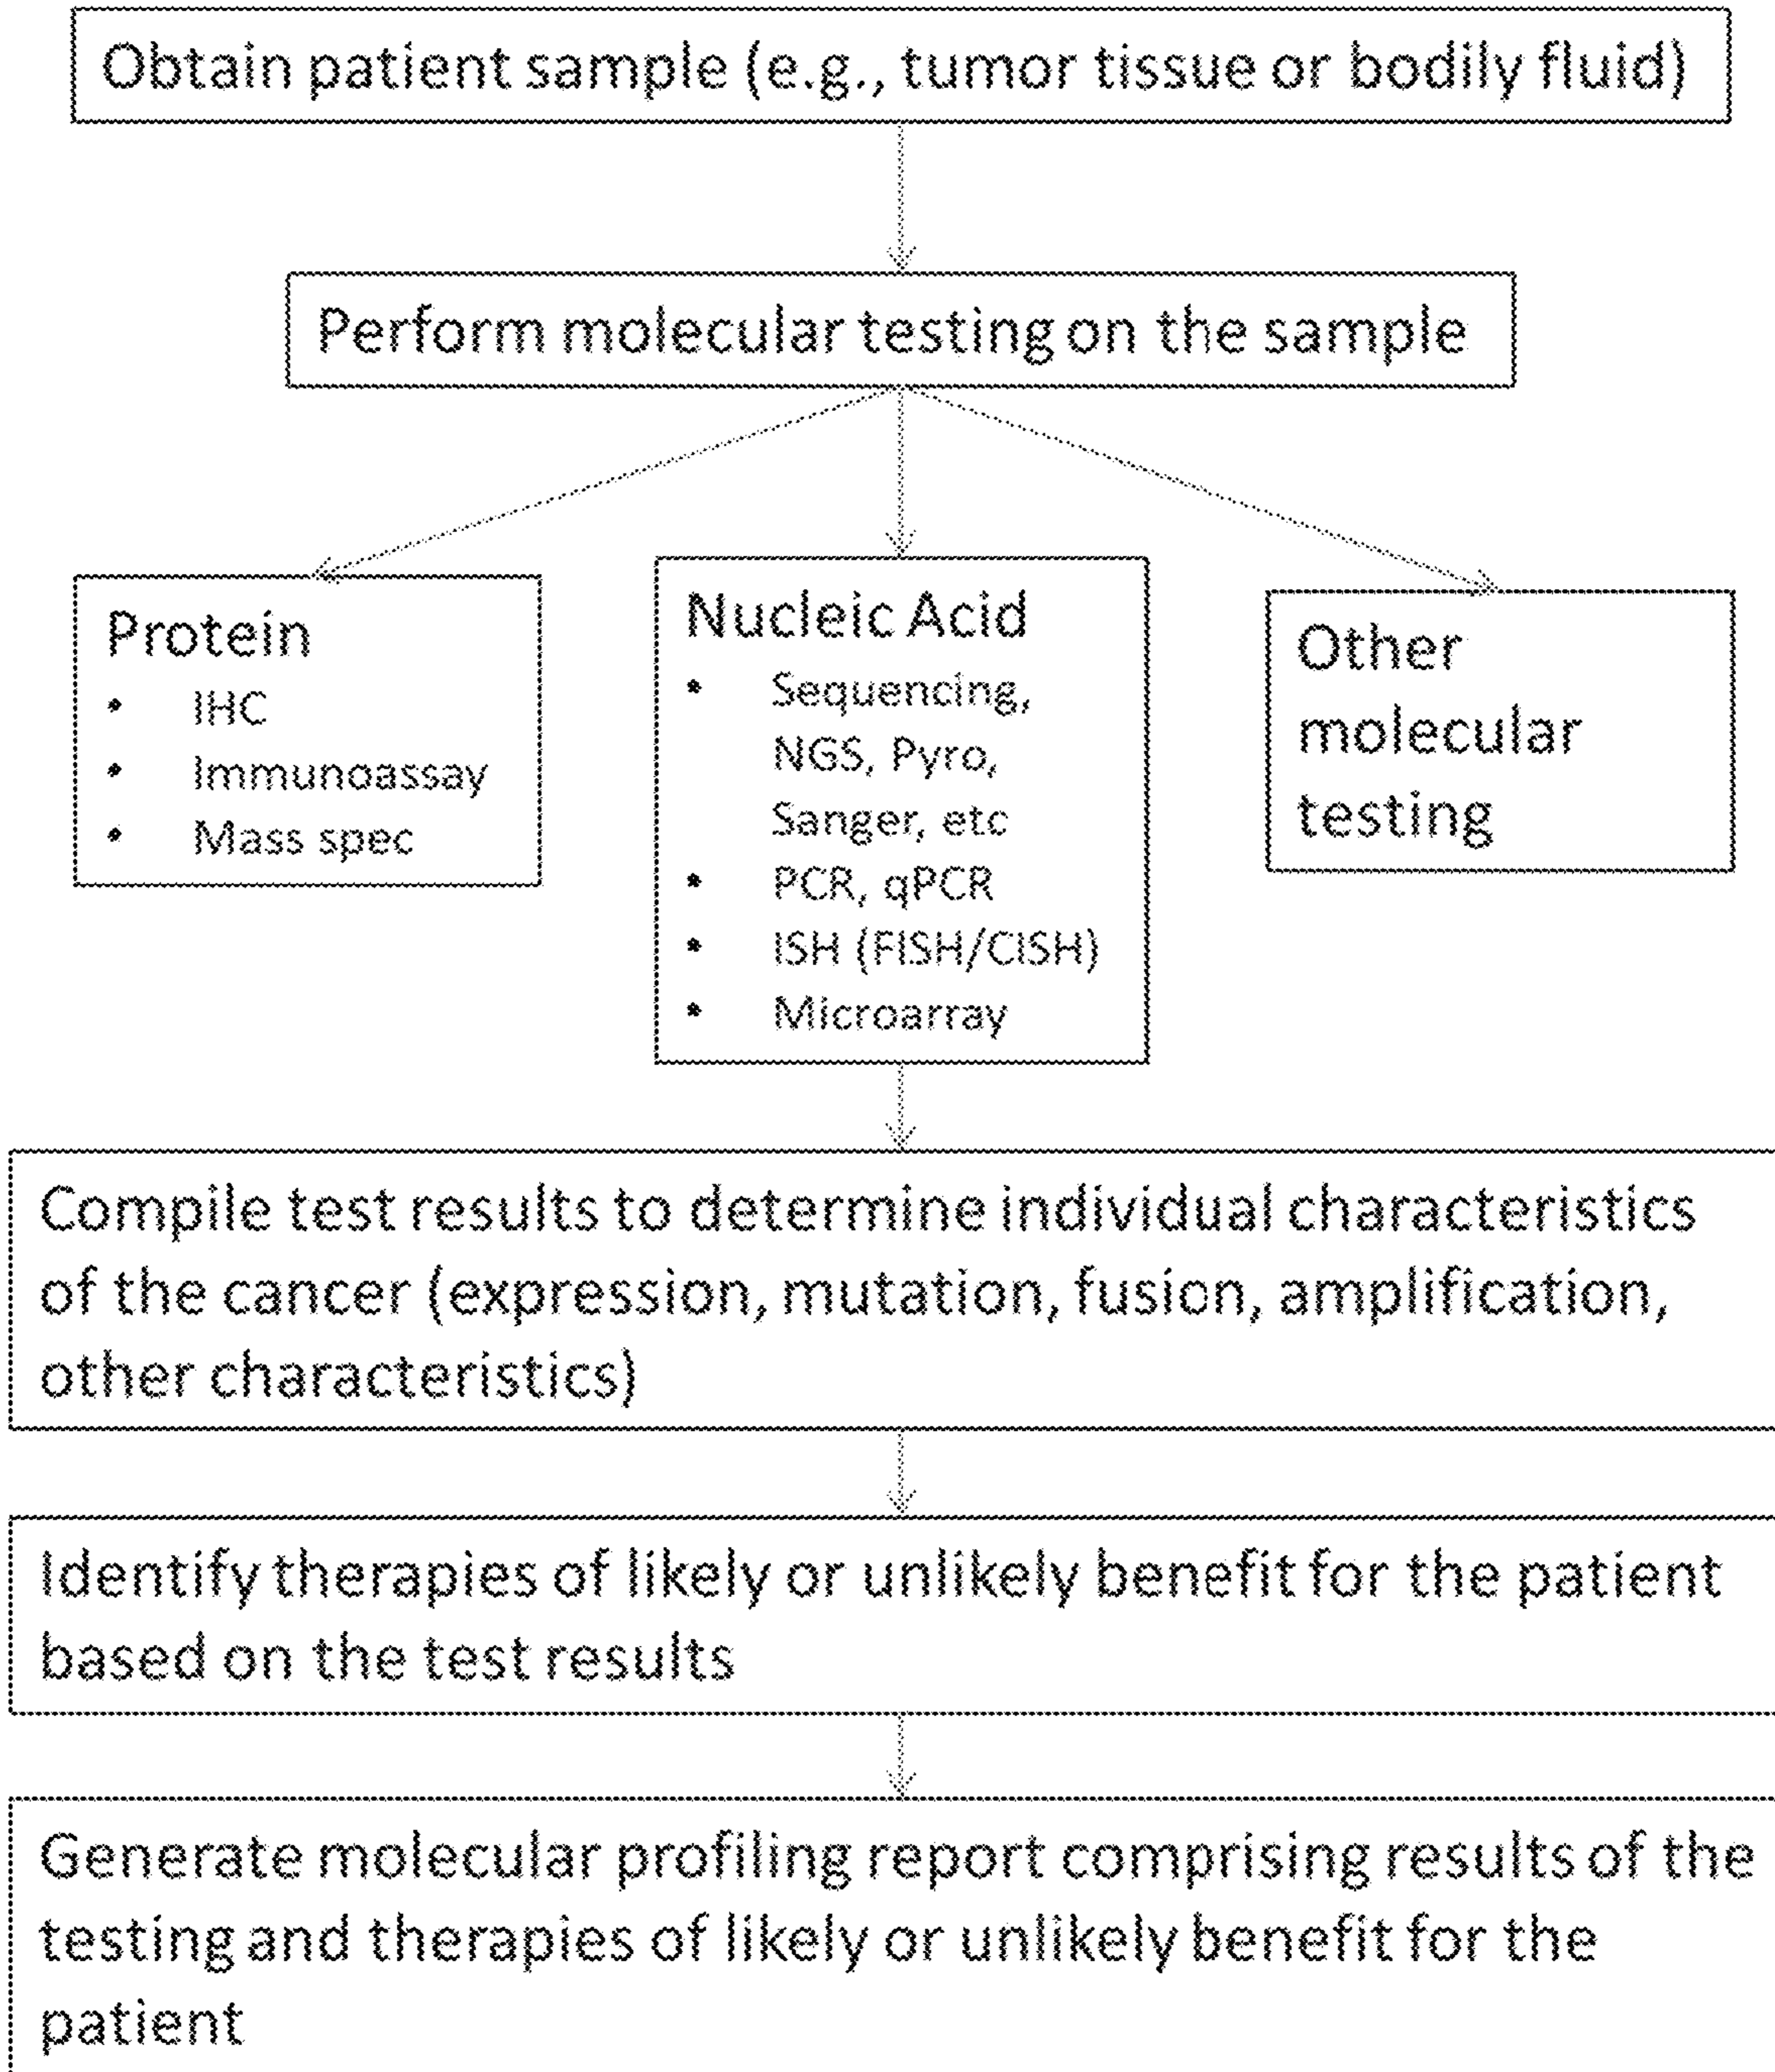 Obtain patient sample (e.g., tumor tissue or bodily fluid)
Perform molecular testing on the sample
Protein
• IHC
• Immunoassay
• Mass spec
Nucleic Acid
• Sequencing,
NGS, Pyro,
Sanger, etc
• PCR, qPCR
• ISH (FISH/CISH)
• Microarray
Other
molecular
testing
Compile test results to determine individual characteristics
of the cancer (expression, mutation, fusion, amplification,
other characteristics)
Identify therapies of likely or unlikely benefit for the patient
based on the test results
Generate molecular profiling report comprising results of the
testing and therapies of likely or unlikely benefit for the
patient